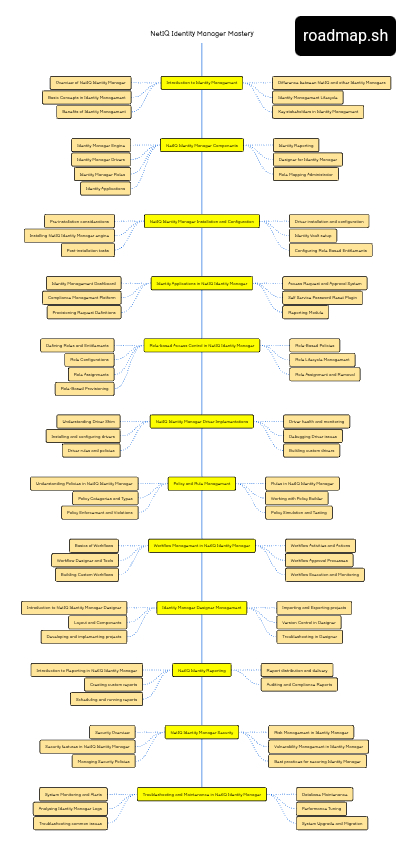 NetIQ Identity Manager Mastery
roadmap.sh
Overview of NetIQ Identity Manager
Basic Concepts in Identity Management
Benefits of Identity Management
Introduction to Identity Management
Difference between NetIQ and other Identity Managers
Identity Management Lifecycle
Key stakeholders in Identity Management
Identity Manager Engine
Identity Manager Drivers
Identity Manager Roles
Identity Applications
NetIQ Identity Manager Components
Identity Reporting
Designer for Identity Manager
Role Mapping Administrator
Pre-installation considerations
Installing NetIQ Identity Manager engine
Post installation tasks
NetIQ Identity Manager Installation and Configuration
Driver installation and configuration
Identity Vault setup
Configuring Role Based Entitlements
Identity Management Dashboard
Compliance Management Platform
Provisioning Request Definitions
Identity Applications in NetIQ Identity Manager
Access Request and Approval System
Self Service Password Reset Plugin
Reporting Module
Defining Roles and Entitlements
Role Configurations
Role Assignments
Role-Based Provisioning
Role-based Access Control in NetIQ Identity Manager
Role-Based Policies
Role Lifecycle Management
Role Assignment and Removal
Understanding Driver Shim
Installing and configuring drivers
Driver rules and policies
NetIQ Identity Manager Driver Implementations
Driver health and monitoring
Debugging Driver issues
Building custom drivers
Understanding Policies in NetIQ Identity Manager
Policy Categories and Types
Policy Enforcement and Violations
Policy and Rule Management
Rules in NetIQ Identity Manager
Working with Policy Builder
Policy Simulation and Testing
Basics of Workflows
Workflow Designer and Tools
Building Custom Workflows
Workflow Management in NetIQ Identity Manager
Workflow Activities and Actions
Workflow Approval Processes
Workflow Execution and Monitoring
Introduction to NetIQ Identity Manager Designer
Layout and Components
Developing and implementing projects
Identity Manager Designer Management
Importing and Exporting projects
Version Control in Designer
Troubleshooting in Designer
Introduction to Reporting in NetIQ Identity Manager
Creating custom reports
Scheduling and running reports
NetIQ Identity Reporting
Report distribution and delivery
Auditing and Compliance Reports
Security Overview
Security features in NetIQ Identity Manager
Managing Security Policies
NetIQ Identity Manager Security
Risk Management in Identity Manager
Vulnerability Management in Identity Manager
Best practices for securing Identity Manager
System Monitoring and Alerts
Analyzing Identity Manager Logs
Troubleshooting common issues
Troubleshooting and Maintenance in NetIQ Identity Manager
Database Maintenance
Performance Tuning
System Upgrade and Migration